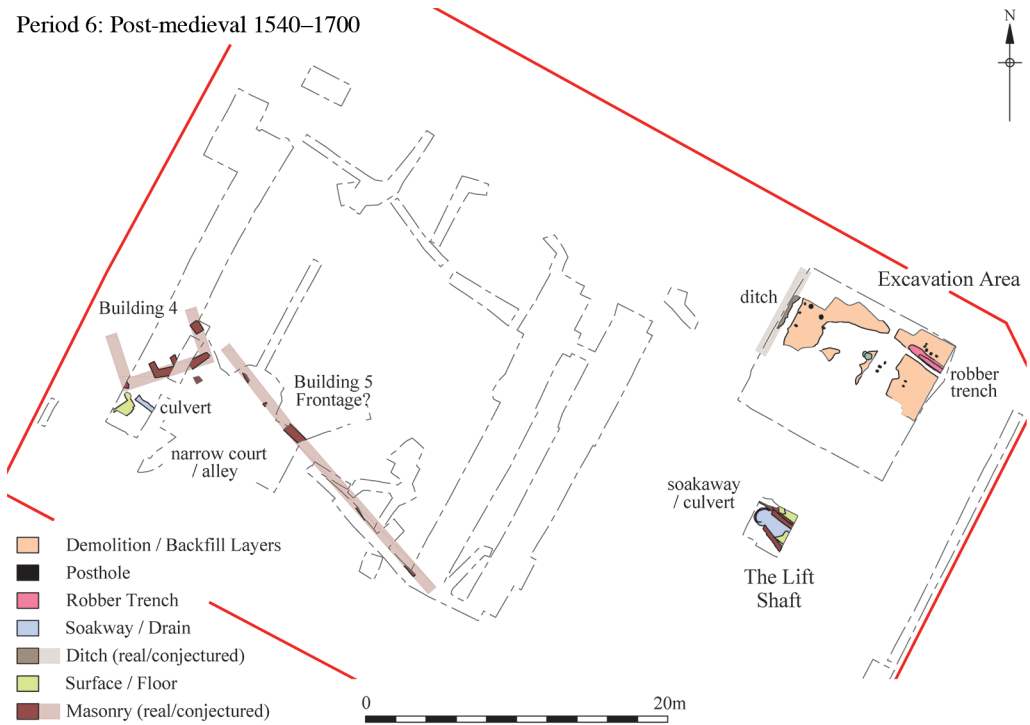 Period 6: Post-medieval 1540–1700
N
Excavation Area
ditch
Building 4
robber
trench
Building 5
Frontage?
culvert
narrow court
/ alley
soakaway
/ culvert
The Lift
Shaft
Demolition / Backfill Layers
Posthole
Robber Trench
Soakway / Drain
Ditch (real/conjectured)
Surface / Floor
Masonry (real/conjectured)
0
20m